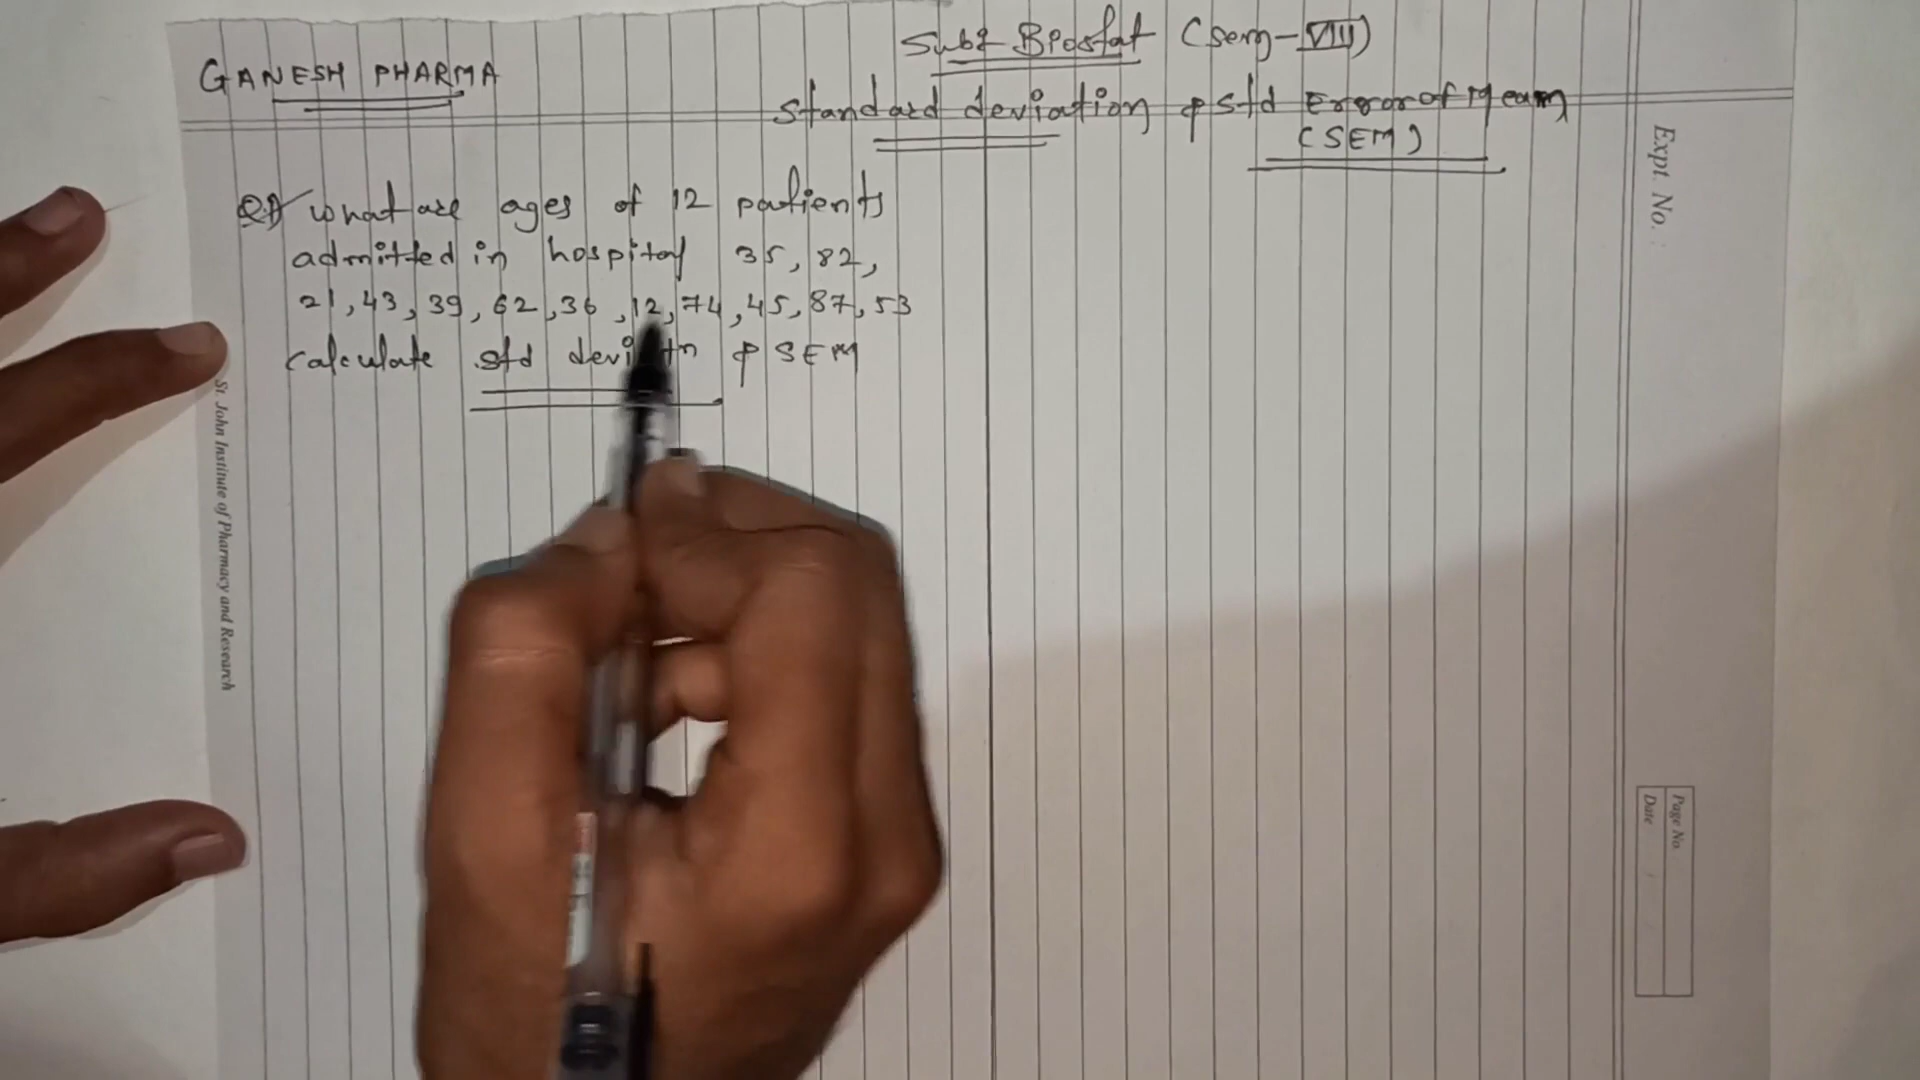 GANESH PHARMA
Sub:- Biostat (Sem-VIII)
Standard deviation & Std Error of Mean
(SEM)
Q1) What are ages of 12 patients
admitted in hospital 35, 82,
21, 43, 39, 62, 36, 12, 74, 45, 87, 53
Calculate std & SEM
Expt. No. :
St. John Institute of Pharmacy and Research
Page No.
Date :